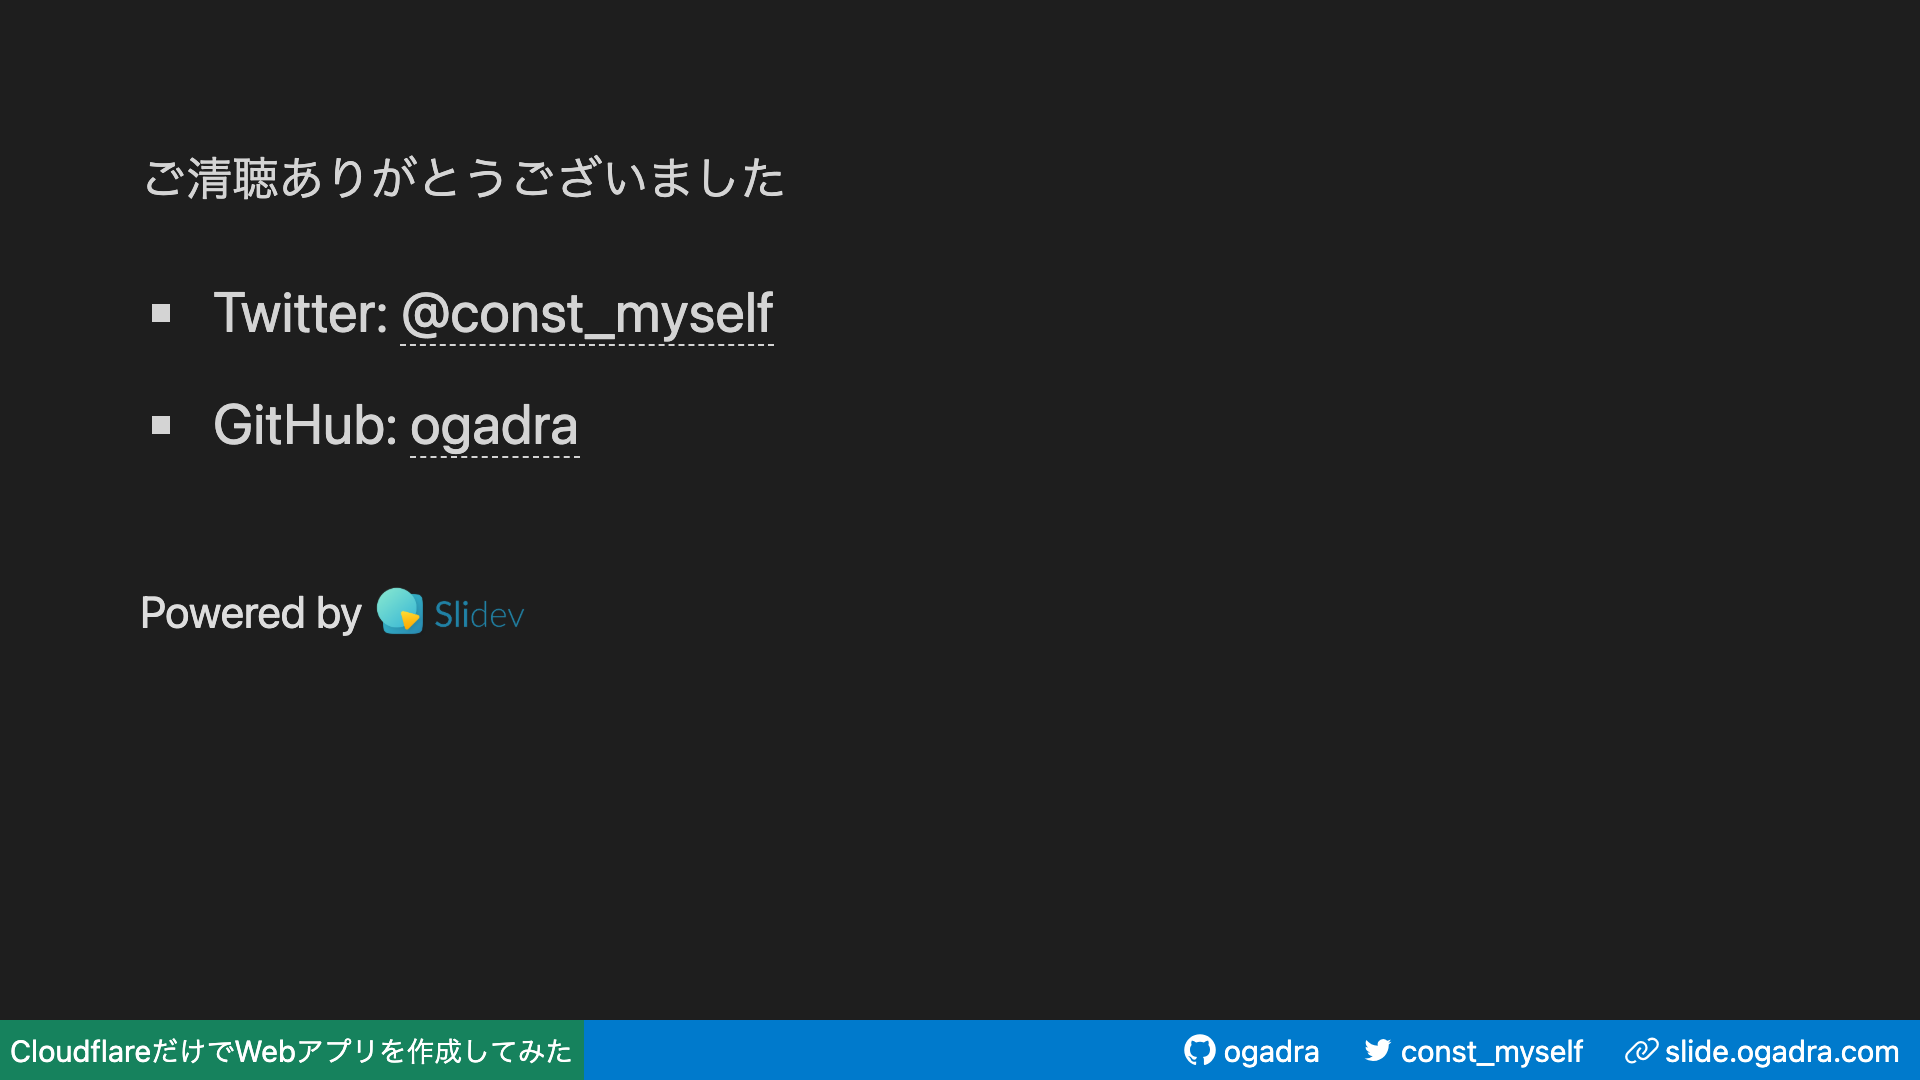 ご清聴ありがとうございました
Twitter: @const_myself
GitHub: ogadra
Powered by Slidev
CloudflareだけでWebアプリを作成してみた
ogadra const_myself slide.ogadra.com